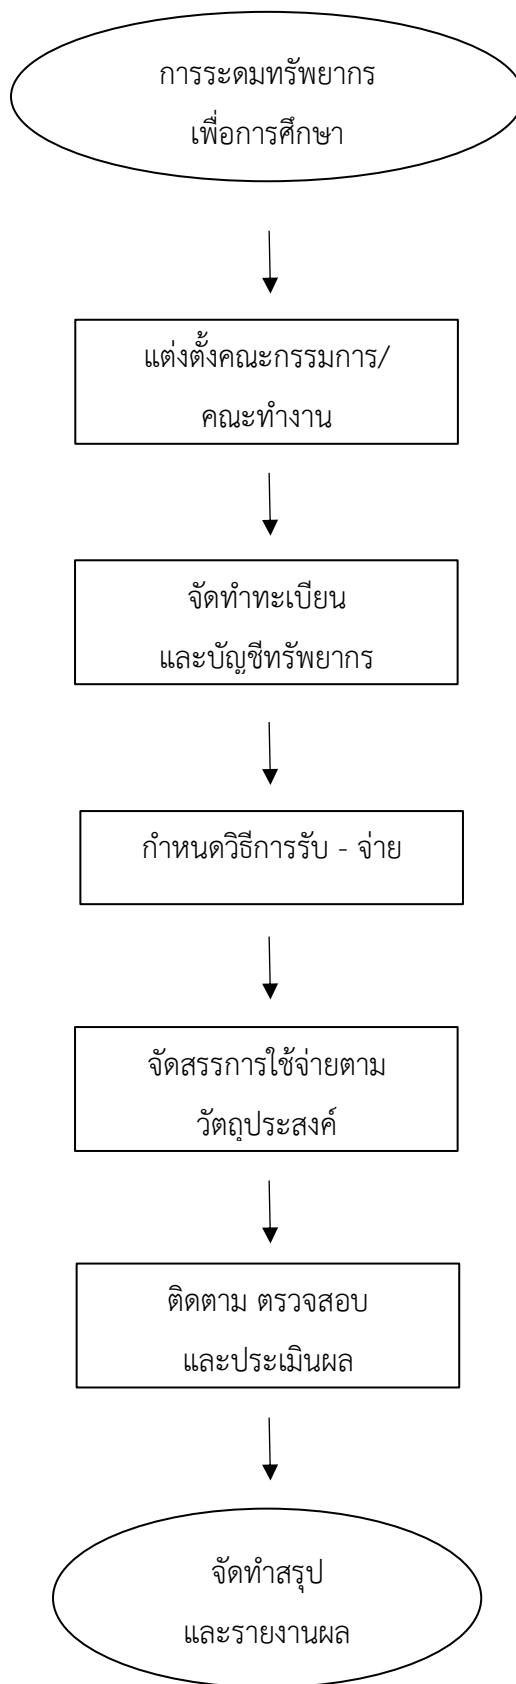 การระดมทรัพยากร
เพื่อการศึกษา
แต่งตั้งคณะกรรมการ/
คณะทำงาน
จัดทำทะเบียน
และบัญชีทรัพยากร
กำหนดวิธีการรับ - จ่าย
จัดสรรการใช้จ่ายตาม
วัตถุประสงค์
ติดตาม ตรวจสอบ
และประเมินผล
จัดทำสรุป
และรายงานผล